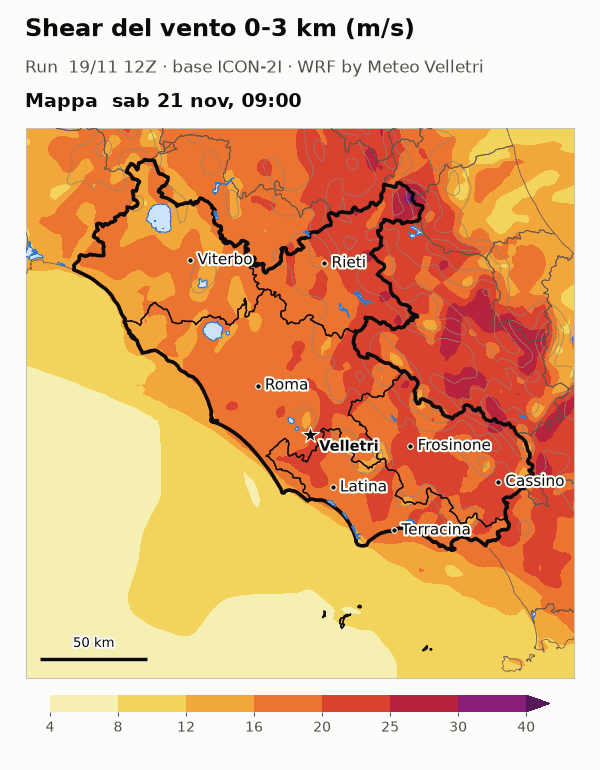 Shear del vento 0-3 km (m/s)
Run  19/11 12Z · base ICON-2I · WRF by Meteo Velletri
Mappa  sab 21 nov, 09:00
Viterbo
Rieti
Roma
Velletri
Frosinone
Latina
Cassino
Terracina
50 km
4 8 12 16 20 25 30 40